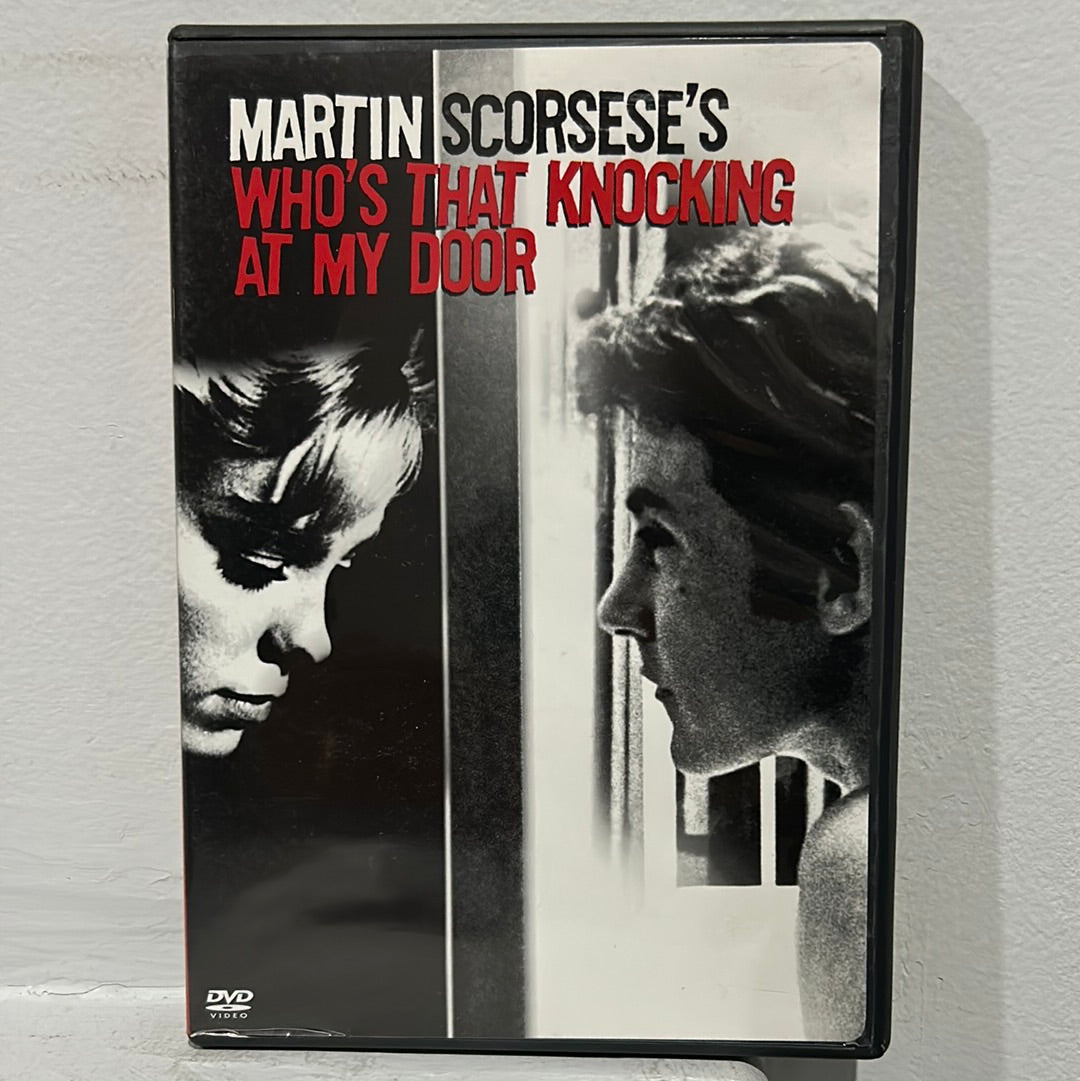 MARTIN SCORSESE'S
WHO'S THAT KNOCKING
AT MY DOOR
DVD
VIDEO